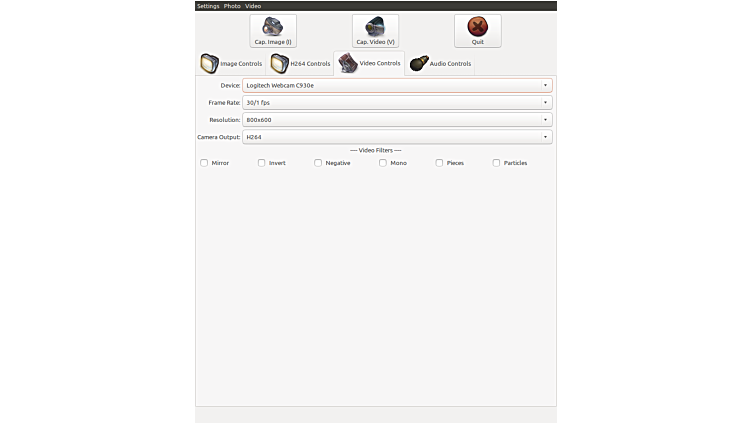 Settings Photo Video
Cap. Image (I) Cap. Video (V) Quit
Image Controls H264 Controls Video Controls Audio Controls
Device: Logitech Webcam C930e
Frame Rate: 30/1 fps
Resolution: 800x600
Camera Output: H264
---- Video Filters ----
Mirror Invert Negative Mono Pieces Particles